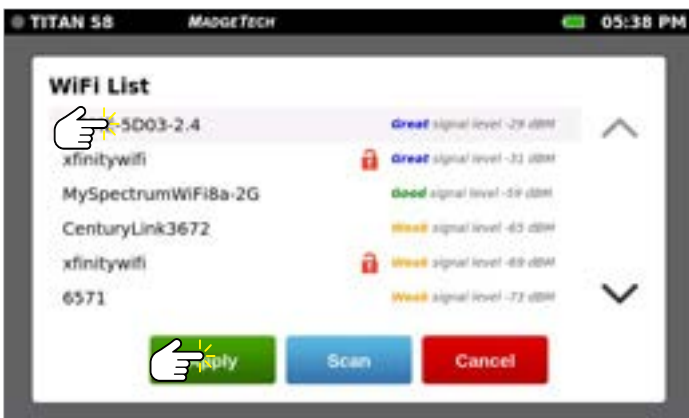 TITAN S8 MADGETECH 05:38 PM
WiFi List
-5D03-2.4 Great signal level -29 dBM
xfinitywifi Great signal level -31 dBM
MySpectrumWiFi8a-2G Good signal level -59 dBM
CenturyLink3672 Weak signal level -65 dBM
xfinitywifi Weak signal level -69 dBM
6571 Weak signal level -73 dBM
Scan Cancel